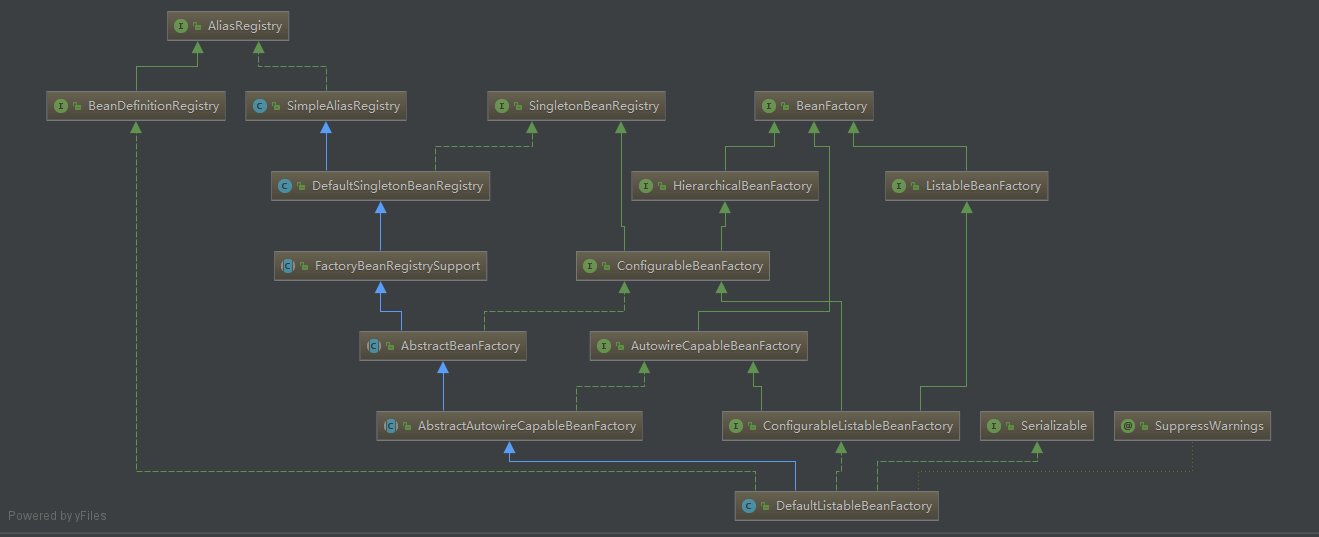 AliasRegistry
BeanDefinitionRegistry
SimpleAliasRegistry
SingletonBeanRegistry
BeanFactory
DefaultSingletonBeanRegistry
HierarchicalBeanFactory
ListableBeanFactory
FactoryBeanRegistrySupport
ConfigurableBeanFactory
AbstractBeanFactory
AutowireCapableBeanFactory
AbstractAutowireCapableBeanFactory
ConfigurableListableBeanFactory
Serializable
SuppressWarnings
DefaultListableBeanFactory
Powered by yFiles